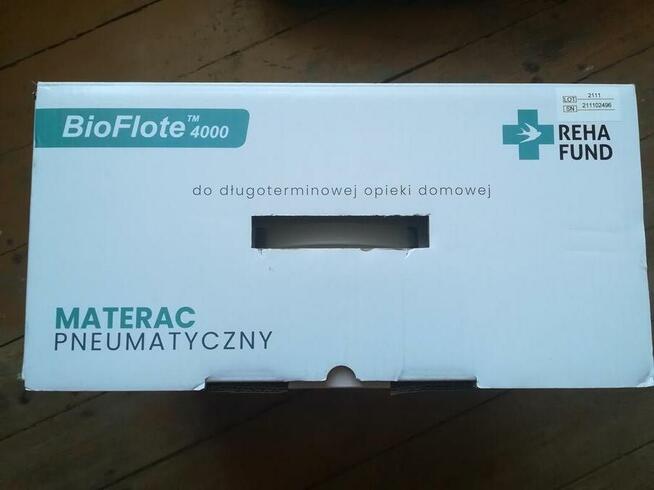 BioFlote™ 4000
LOT 2111
SN 211102496
REHA
FUND
do długoterminowej opieki domowej
MATERAC
PNEUMATYCZNY